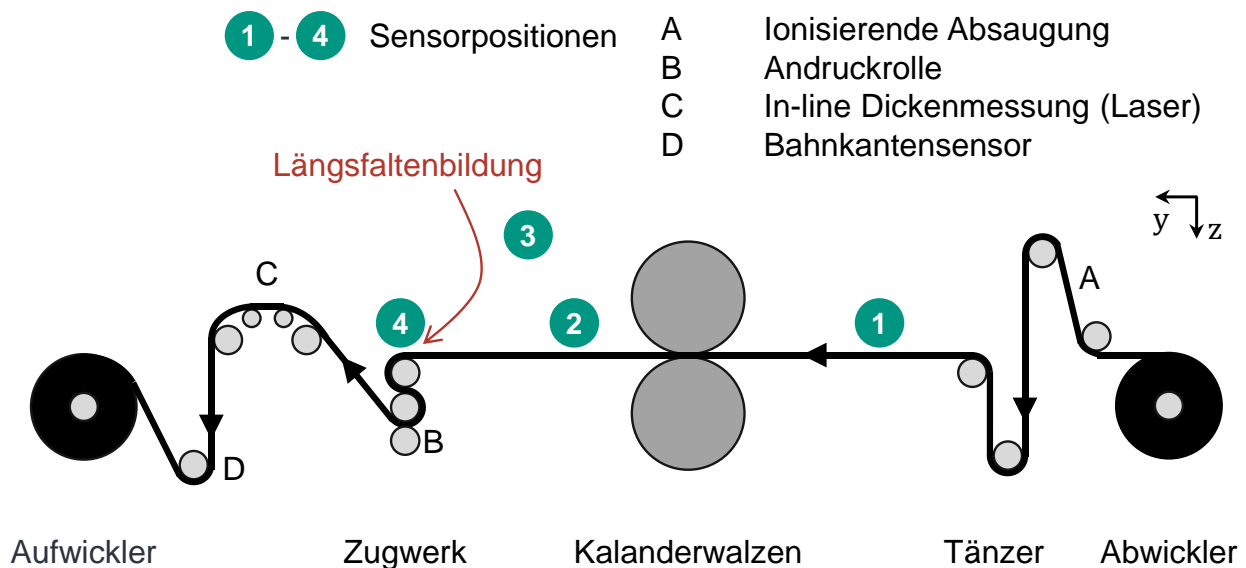 1 - 4 Sensorpositionen
A Ionisierende Absaugung
B Andruckrolle
C In-line Dickenmessung (Laser)
D Bahnkantensensor
Längsfaltenbildung
3
y z
C
A
4
2
1
B
D
Aufwickler Zugwerk Kalanderwalzen Tänzer Abwickler